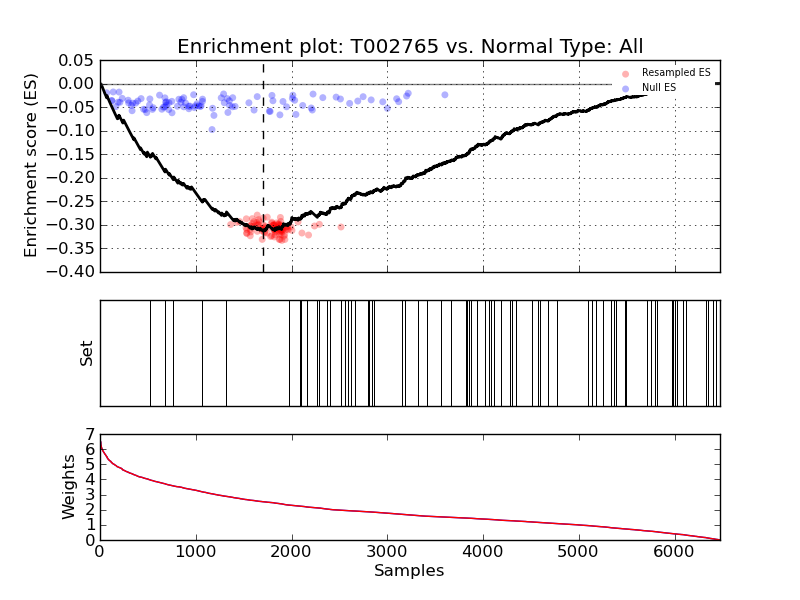 Enrichment plot: T002765 vs. Normal Type: All
Enrichment score (ES)
0.05
0.00
−0.05
−0.10
−0.15
−0.20
−0.25
−0.30
−0.35
−0.40
Resampled ES
Null ES
Set
Weights
7
6
5
4
3
2
1
0
0 1000 2000 3000 4000 5000 6000
Samples